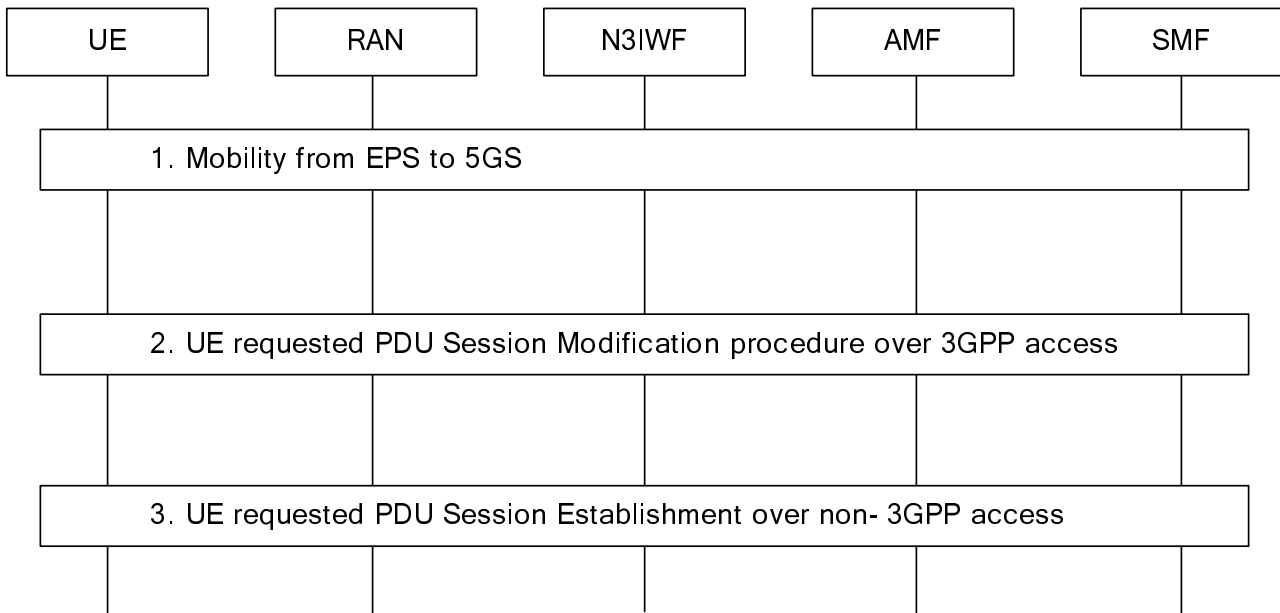 UE
RAN
N3IWF
AMF
SMF
1. Mobility from EPS to 5GS
2. UE requested PDU Session Modification procedure over 3GPP access
3. UE requested PDU Session Establishment over non- 3GPP access